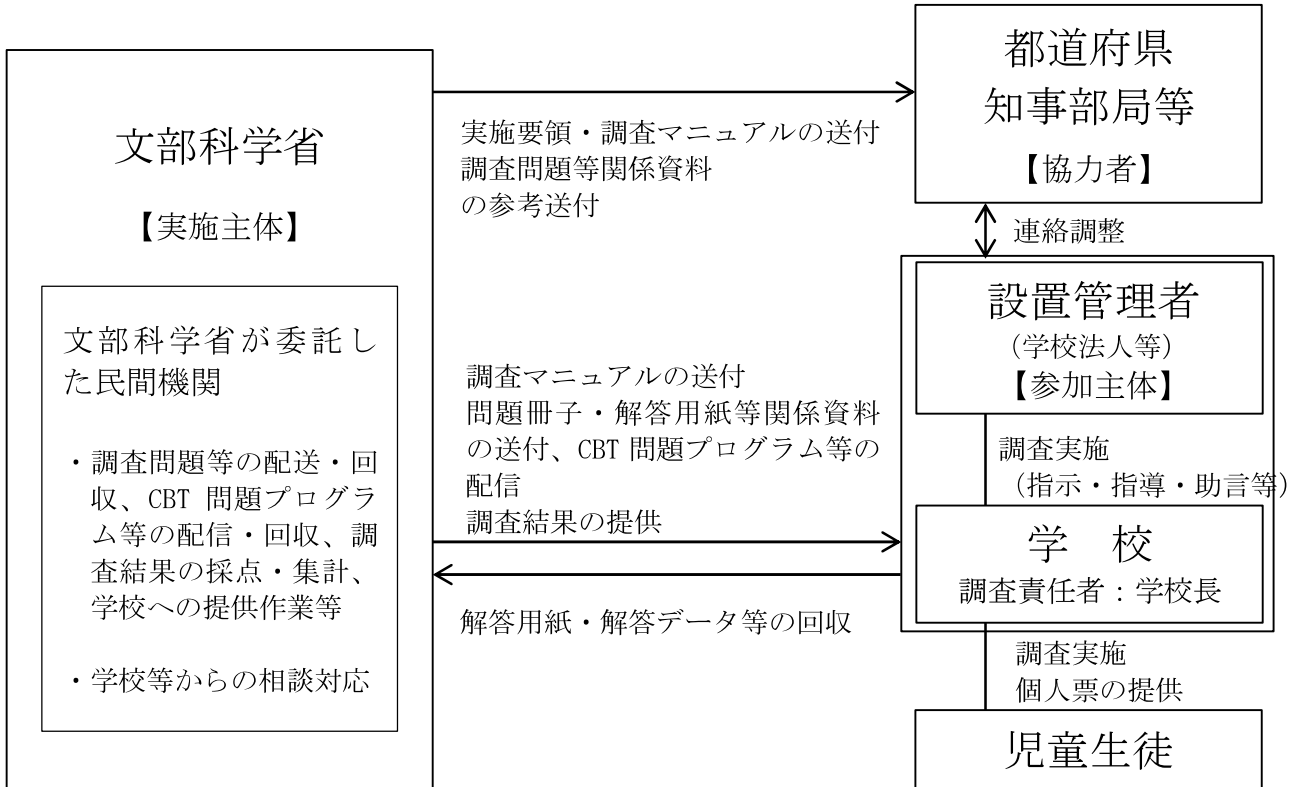 文部科学省
【実施主体】
文部科学省が委託し
た民間機関
・調査問題等の配送・回
収、CBT 問題プログラ
ム等の配信・回収、調
査結果の採点・集計、
学校への提供作業等
・学校等からの相談対応
実施要領・調査マニュアルの送付
調査問題等関係資料
の参考送付
調査マニュアルの送付
問題冊子・解答用紙等関係資料
の送付、CBT 問題プログラム等の
配信
調査結果の提供
解答用紙・解答データ等の回収
都道府県
知事部局等
【協力者】
連絡調整
設置管理者
（学校法人等）
【参加主体】
調査実施
（指示・指導・助言等）
学　校
調査責任者：学校長
調査実施
個人票の提供
児童生徒